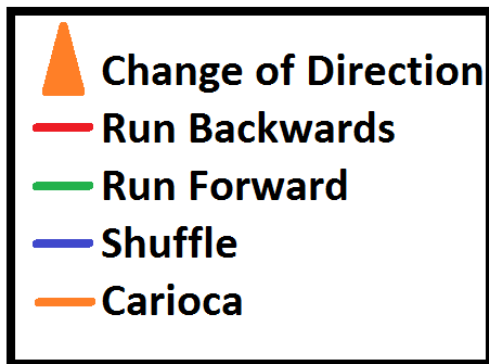 Change of Direction
Run Backwards
Run Forward
Shuffle
Carioca